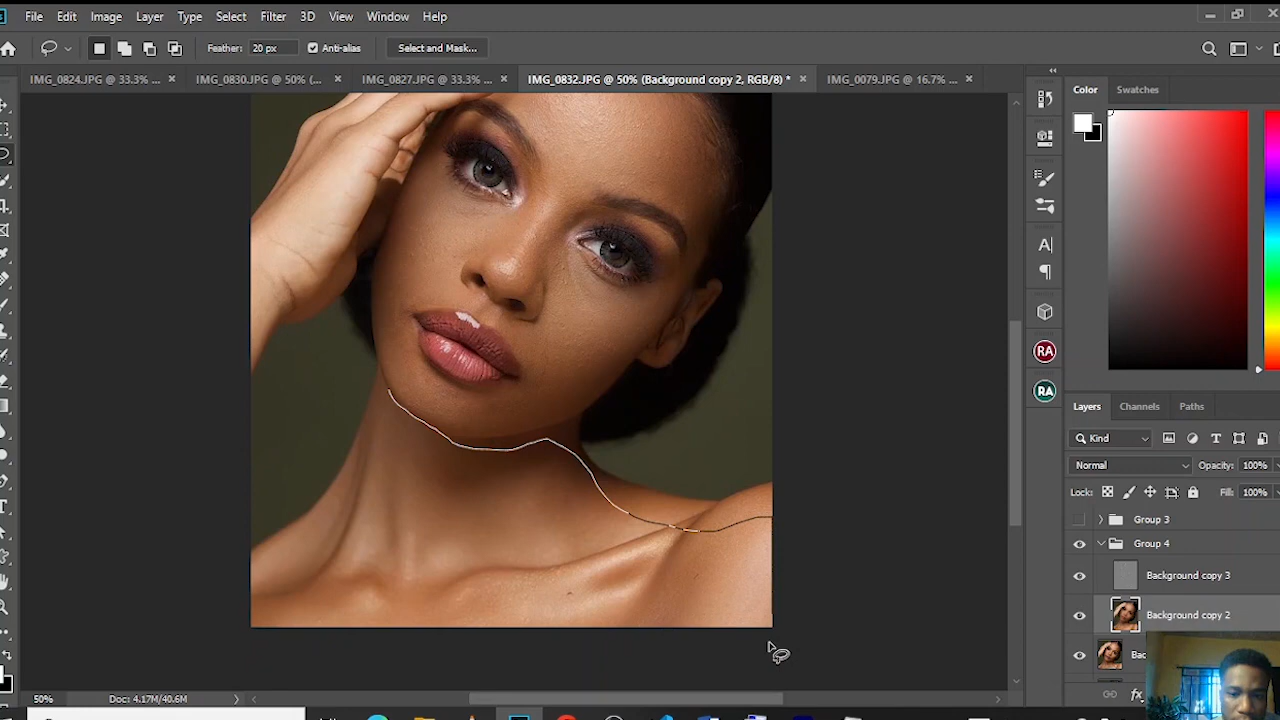 File Edit Image Layer Type Select Filter 3D View Window Help
Feather: 20 px Anti-alias Select and Mask...
IMG_0824.JPG @ 33.3% ... × IMG_0830.JPG @ 50% (... × IMG_0827.JPG @ 33.3% ... × IMG_0832.JPG @ 50% (Background copy 2, RGB/8) * × IMG_0079.JPG @ 16.7% ... ×
Color Swatches
A
RA
RA
Layers Channels Paths
Kind T
Normal Opacity: 100%
Lock: Fill: 100%
Group 3
Group 4
Background copy 3
Background copy 2
fx
50% Doc: 4.17M/40.6M